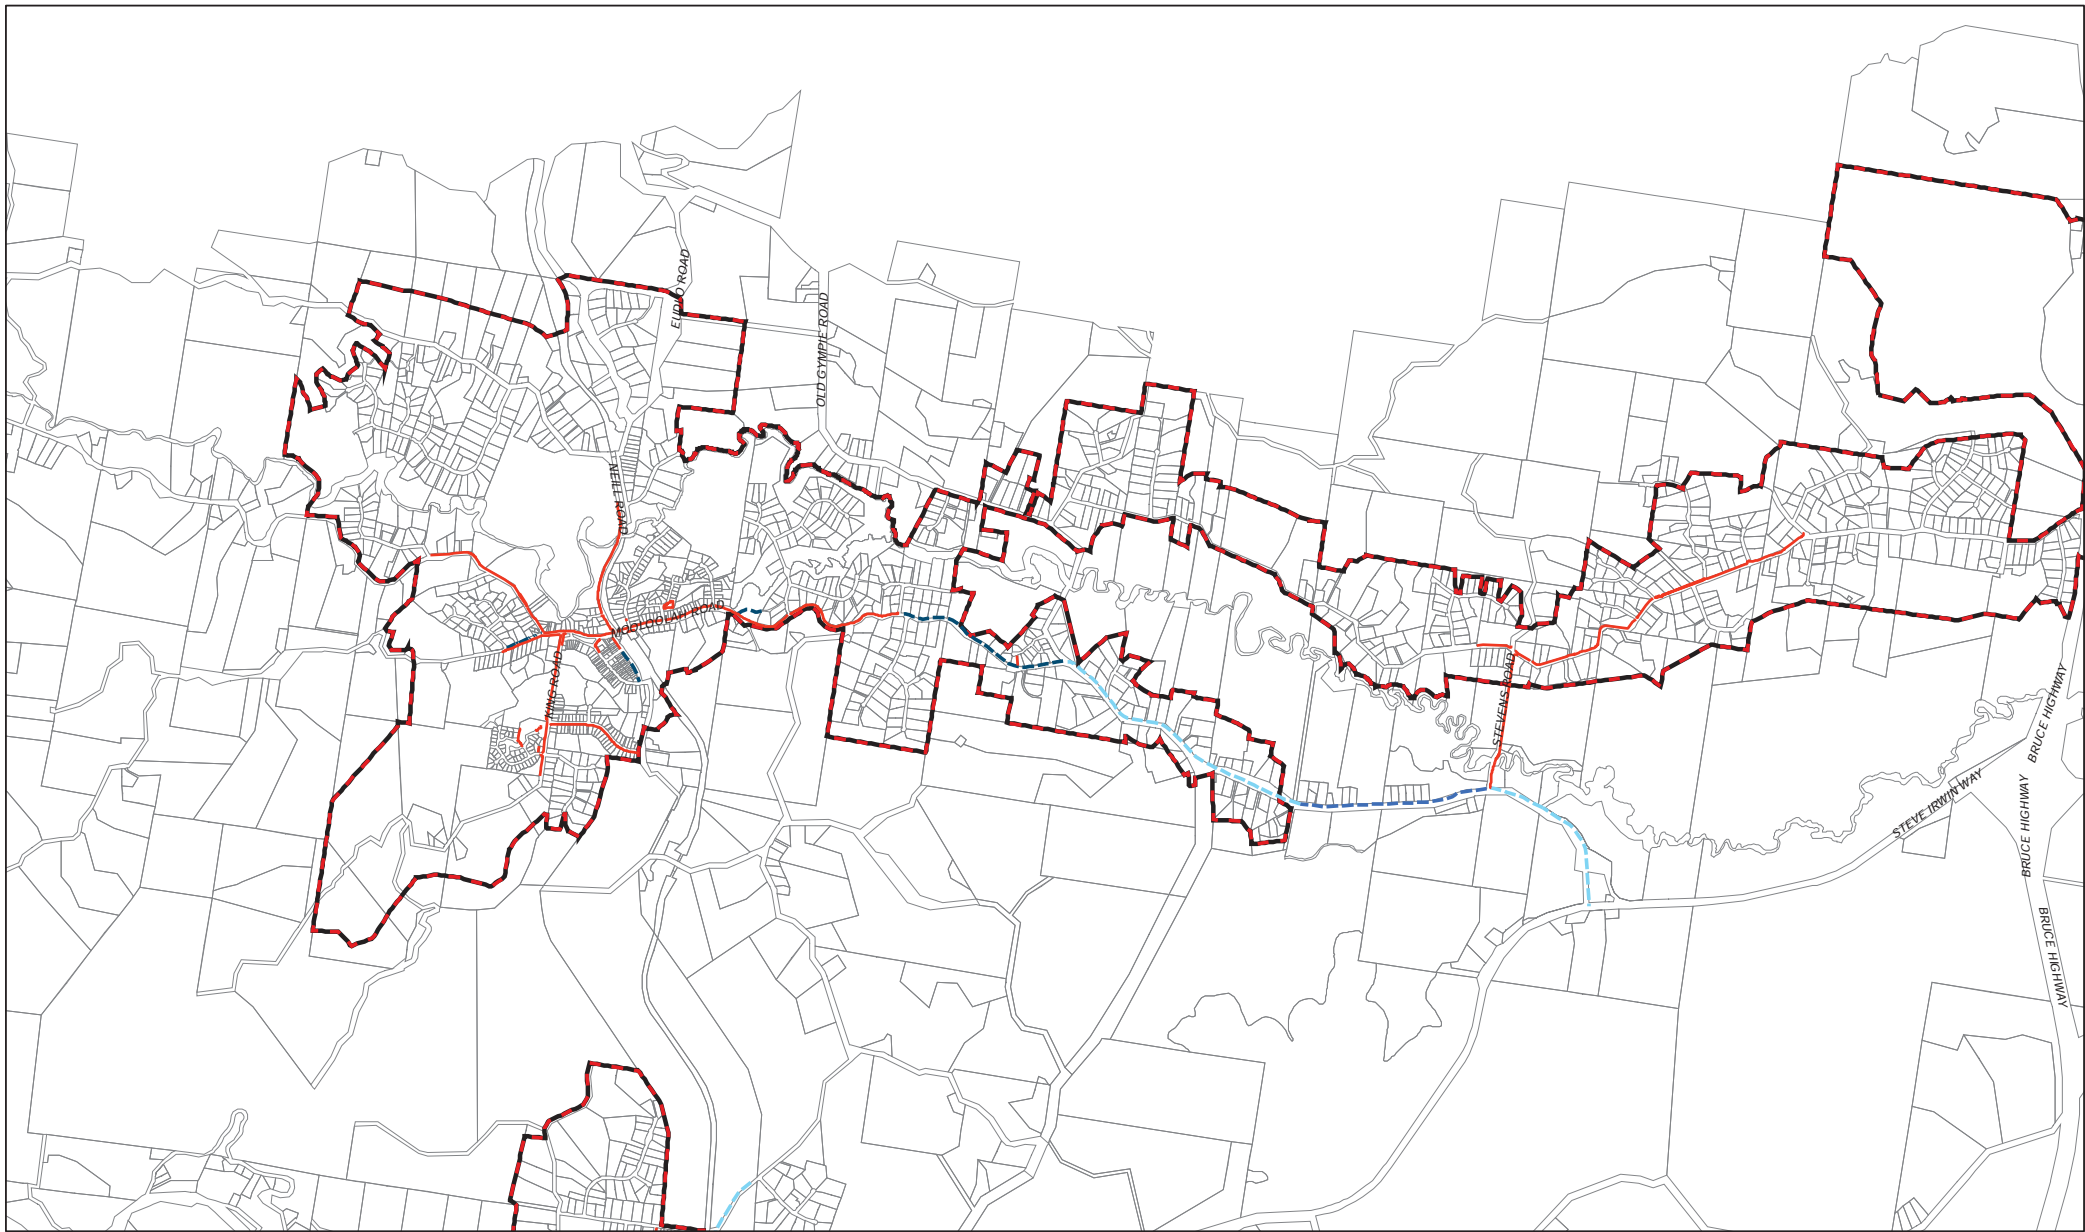 EUDLO ROAD
OLD GYMPIE ROAD
NEILL ROAD
MOOLOOLAH ROAD
KING ROAD
STEVENS ROAD
BRUCE HIGHWAY
STEVE IRWIN WAY
BRUCE HIGHWAY
BRUCE HIGHWAY